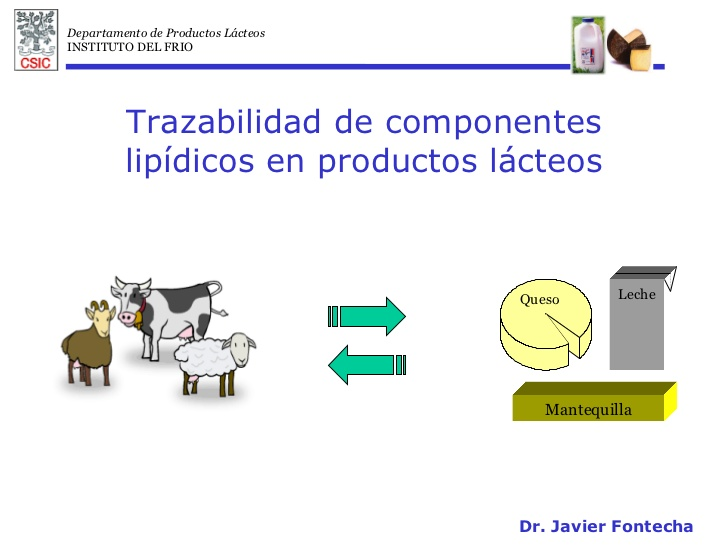 Departamento de Productos Lácteos
INSTITUTO DEL FRIO
CSIC
Trazabilidad de componentes
lipídicos en productos lácteos
Queso
Leche
Mantequilla
Dr. Javier Fontecha